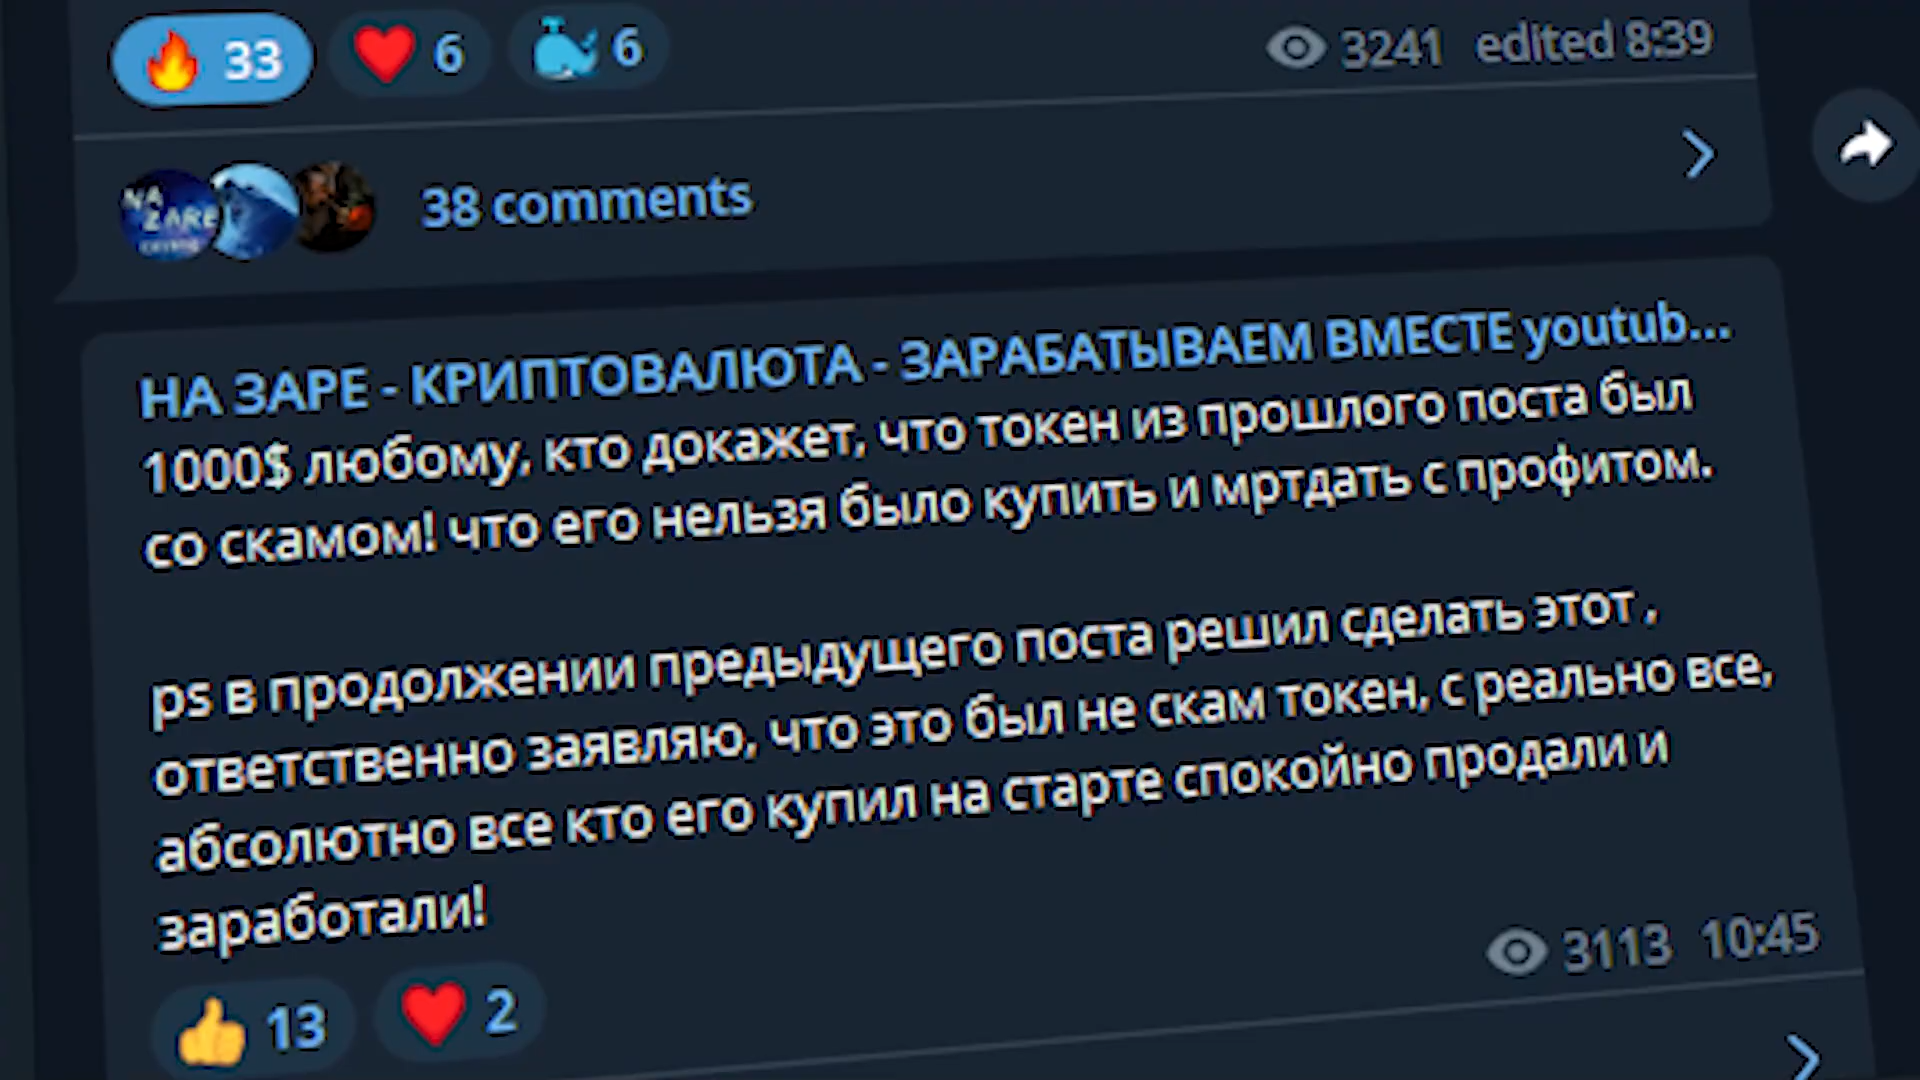 33 6 6 3241 edited 8:39
NA
ZARE
38 comments
НА ЗАРЕ - КРИПТОВАЛЮТА - ЗАРАБАТЫВАЕМ ВМЕСТЕ youtub...
1000$ любому, кто докажет, что токен из прошлого поста был
со скамом! что его нельзя было купить и мртдать с профитом.
ps в продолжении предыдущего поста решил сделать этот ,
ответственно заявляю, что это был не скам токен, с реально все,
абсолютно все кто его купил на старте спокойно продали и
заработали!
3113 10:45
13 2